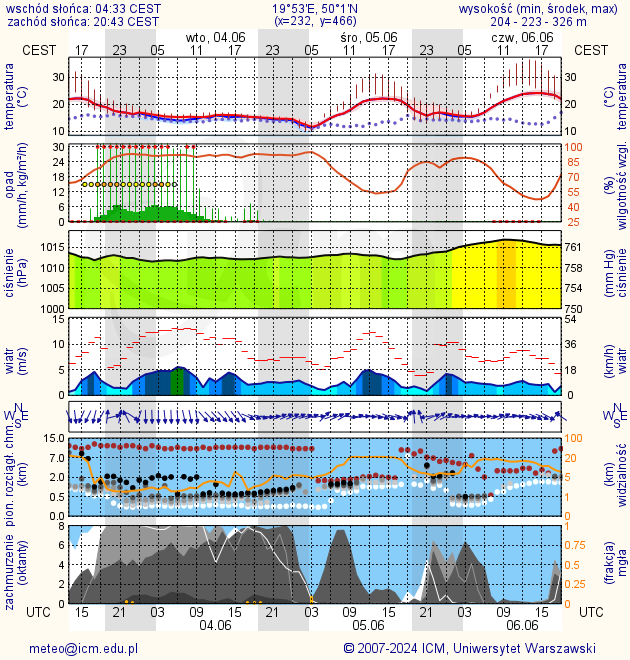 wschód słońca: 04:33 CEST 19°53'E, 50°1'N wysokość (min, środek, max)
zachód słońca: 20:43 CEST (x=232, y=466) 204 - 223 - 326 m
wto, 04.06 śro, 05.06 czw, 06.06
CEST 17 23 05 11 17 23 05 11 17 23 05 11 17 CEST
temperatura (°C) 30 20 10 30 20 10 temperatura (°C)
opad (mm/h, kg/m²/h) 30 24 18 12 6 0 100 85 70 55 40 25 (%) wilgotność wzgl.
ciśnienie (hPa) 1015 1010 1005 1000 761 758 754 750 (mm Hg) ciśnienie
wiatr (m/s) 15 10 5 0 54 36 18 0 (km/h) wiatr
N W E S N W E S
pion. rozciągł. chm. (km) 15.0 7.0 2.0 0.5 0.0 100 20 5 1 0 (km) widzialność
zachmurzenie (oktanty) 8 6 4 2 0 1 0.75 0.5 0.25 0 (frakcja) mgła
UTC 15 21 03 09 15 21 03 09 15 21 03 09 15 UTC
04.06 05.06 06.06
meteo@icm.edu.pl © 2007-2024 ICM, Uniwersytet Warszawski